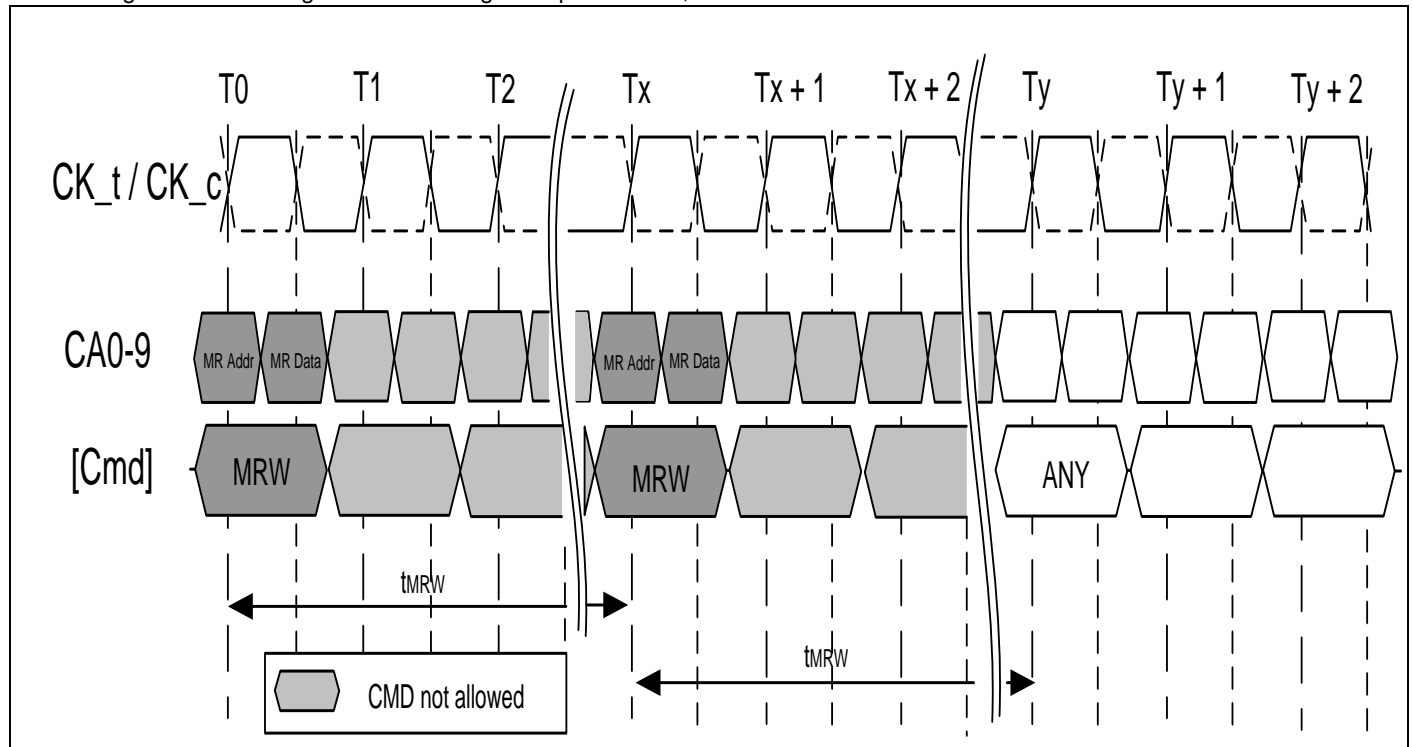 T0 T1 T2 Tx Tx + 1 Tx + 2 Ty Ty + 1 Ty + 2
CK_t / CK_c
CA0-9 MR Addr MR Data MR Addr MR Data
[Cmd] MRW MRW ANY
tMRW
tMRW
CMD not allowed